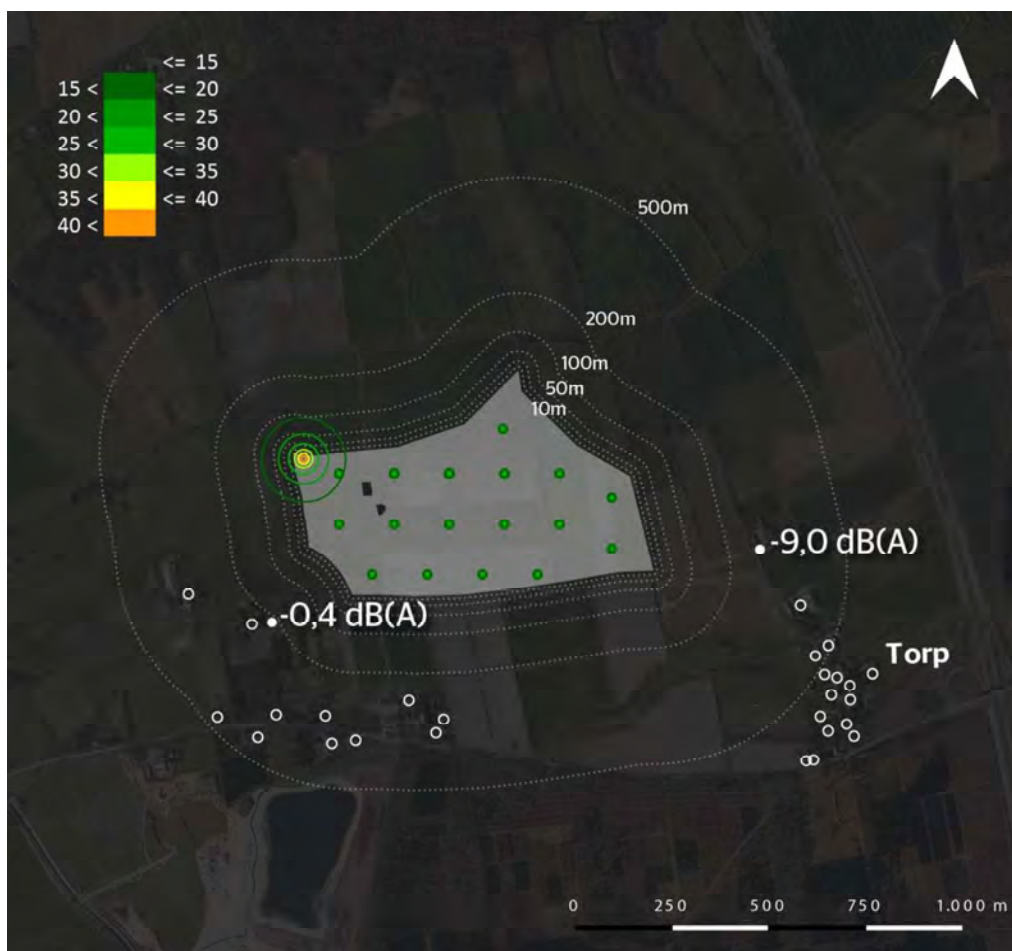 <= 15
15 < <= 20
20 < <= 25
25 < <= 30
30 < <= 35
35 < <= 40
40 <
500m
200m
100m
50m
10m
-9,0 dB(A)
-0,4 dB(A)
Torp
0 250 500 750 1.000 m